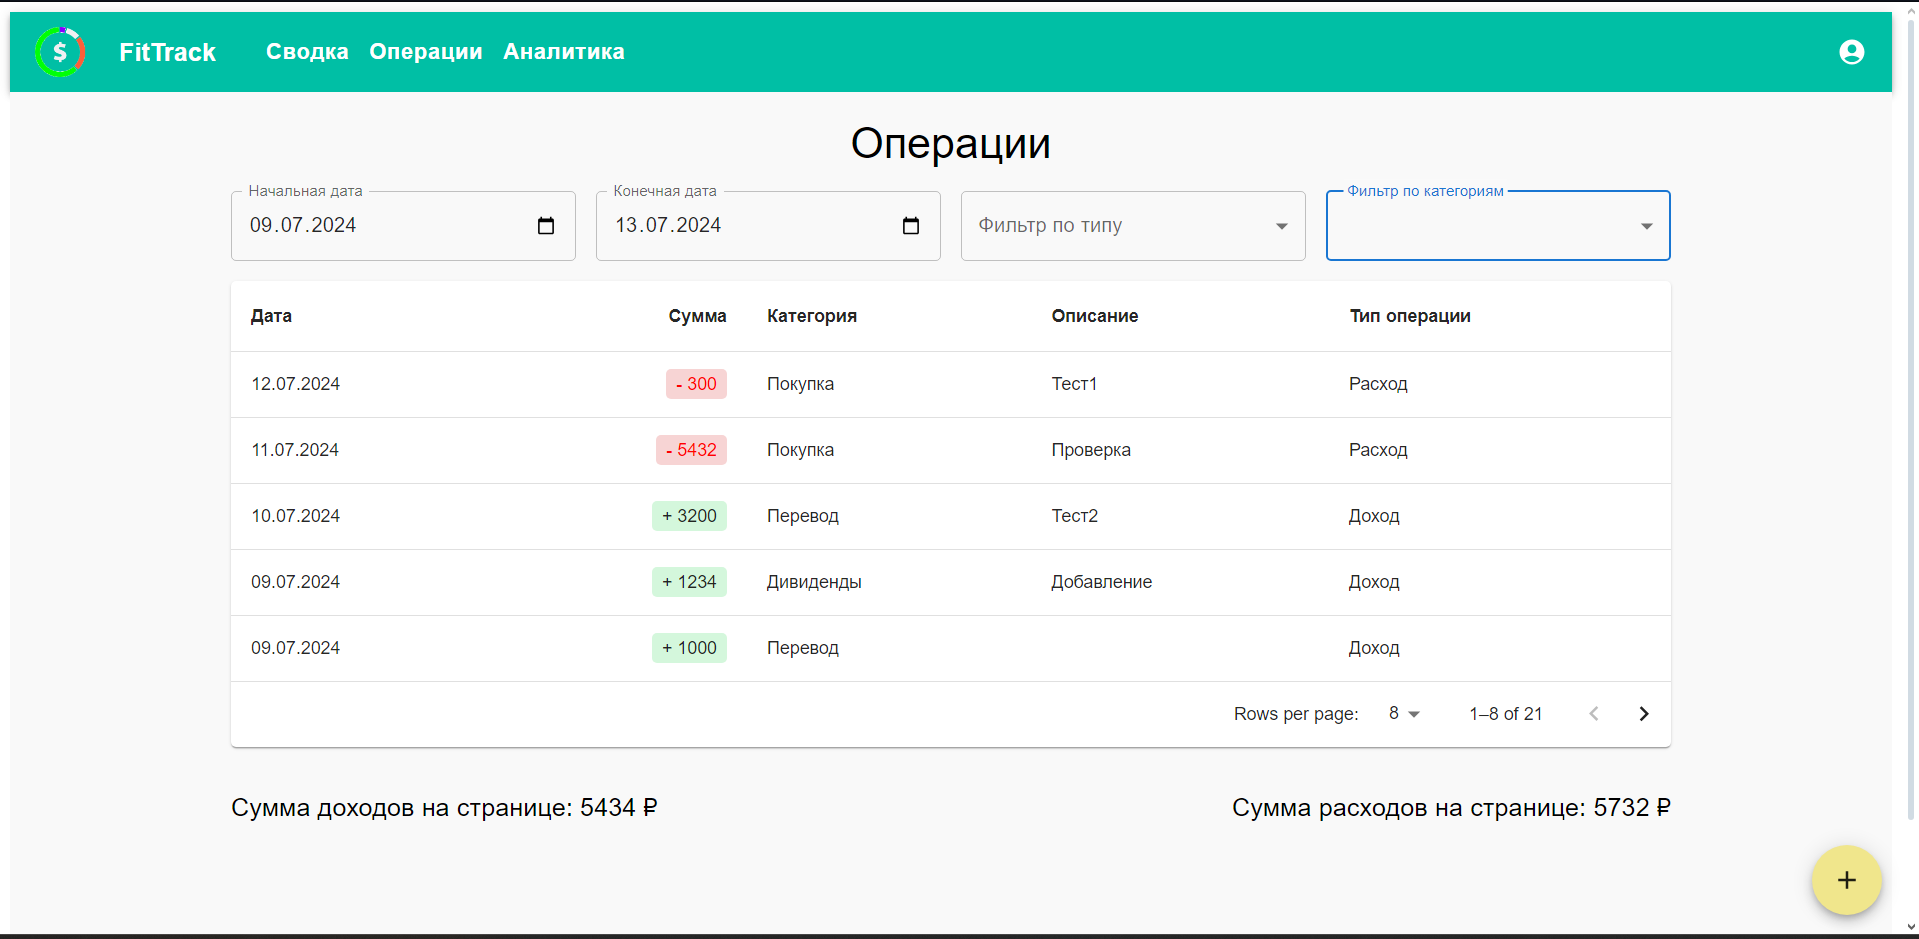 $ FitTrack Сводка Операции Аналитика
Операции
Начальная дата Конечная дата Фильтр по категориям
09.07.2024 13.07.2024 Фильтр по типу
Дата Сумма Категория Описание Тип операции
12.07.2024 - 300 Покупка Тест1 Расход
11.07.2024 - 5432 Покупка Проверка Расход
10.07.2024 + 3200 Перевод Тест2 Доход
09.07.2024 + 1234 Дивиденды Добавление Доход
09.07.2024 + 1000 Перевод Доход
Rows per page: 8 1–8 of 21
Сумма доходов на странице: 5434 ₽ Сумма расходов на странице: 5732 ₽
+